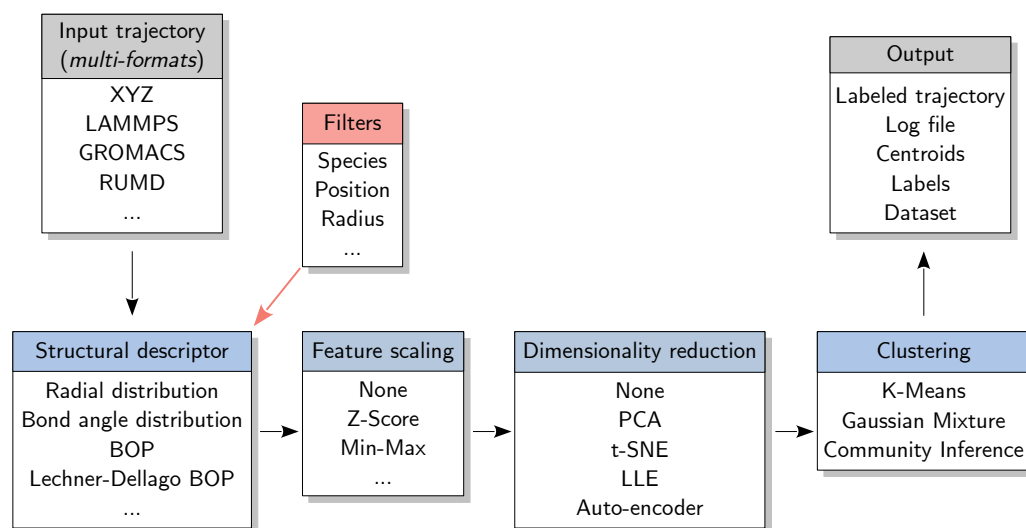 Input trajectory
(multi-formats)
XYZ
LAMMPS
GROMACS
RUMD
...
Filters
Species
Position
Radius
...
Output
Labeled trajectory
Log file
Centroids
Labels
Dataset
Structural descriptor
Radial distribution
Bond angle distribution
BOP
Lechner-Dellago BOP
...
Feature scaling
None
Z-Score
Min-Max
...
Dimensionality reduction
None
PCA
t-SNE
LLE
Auto-encoder
Clustering
K-Means
Gaussian Mixture
Community Inference